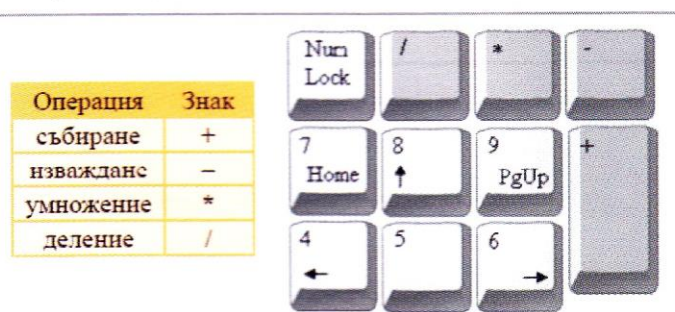 Операция Знак
събиране +
изваждане –
умножение *
деление /
Num Lock / * -
7 Home 8 ↑ 9 PgUp +
4 ← 5 6 →